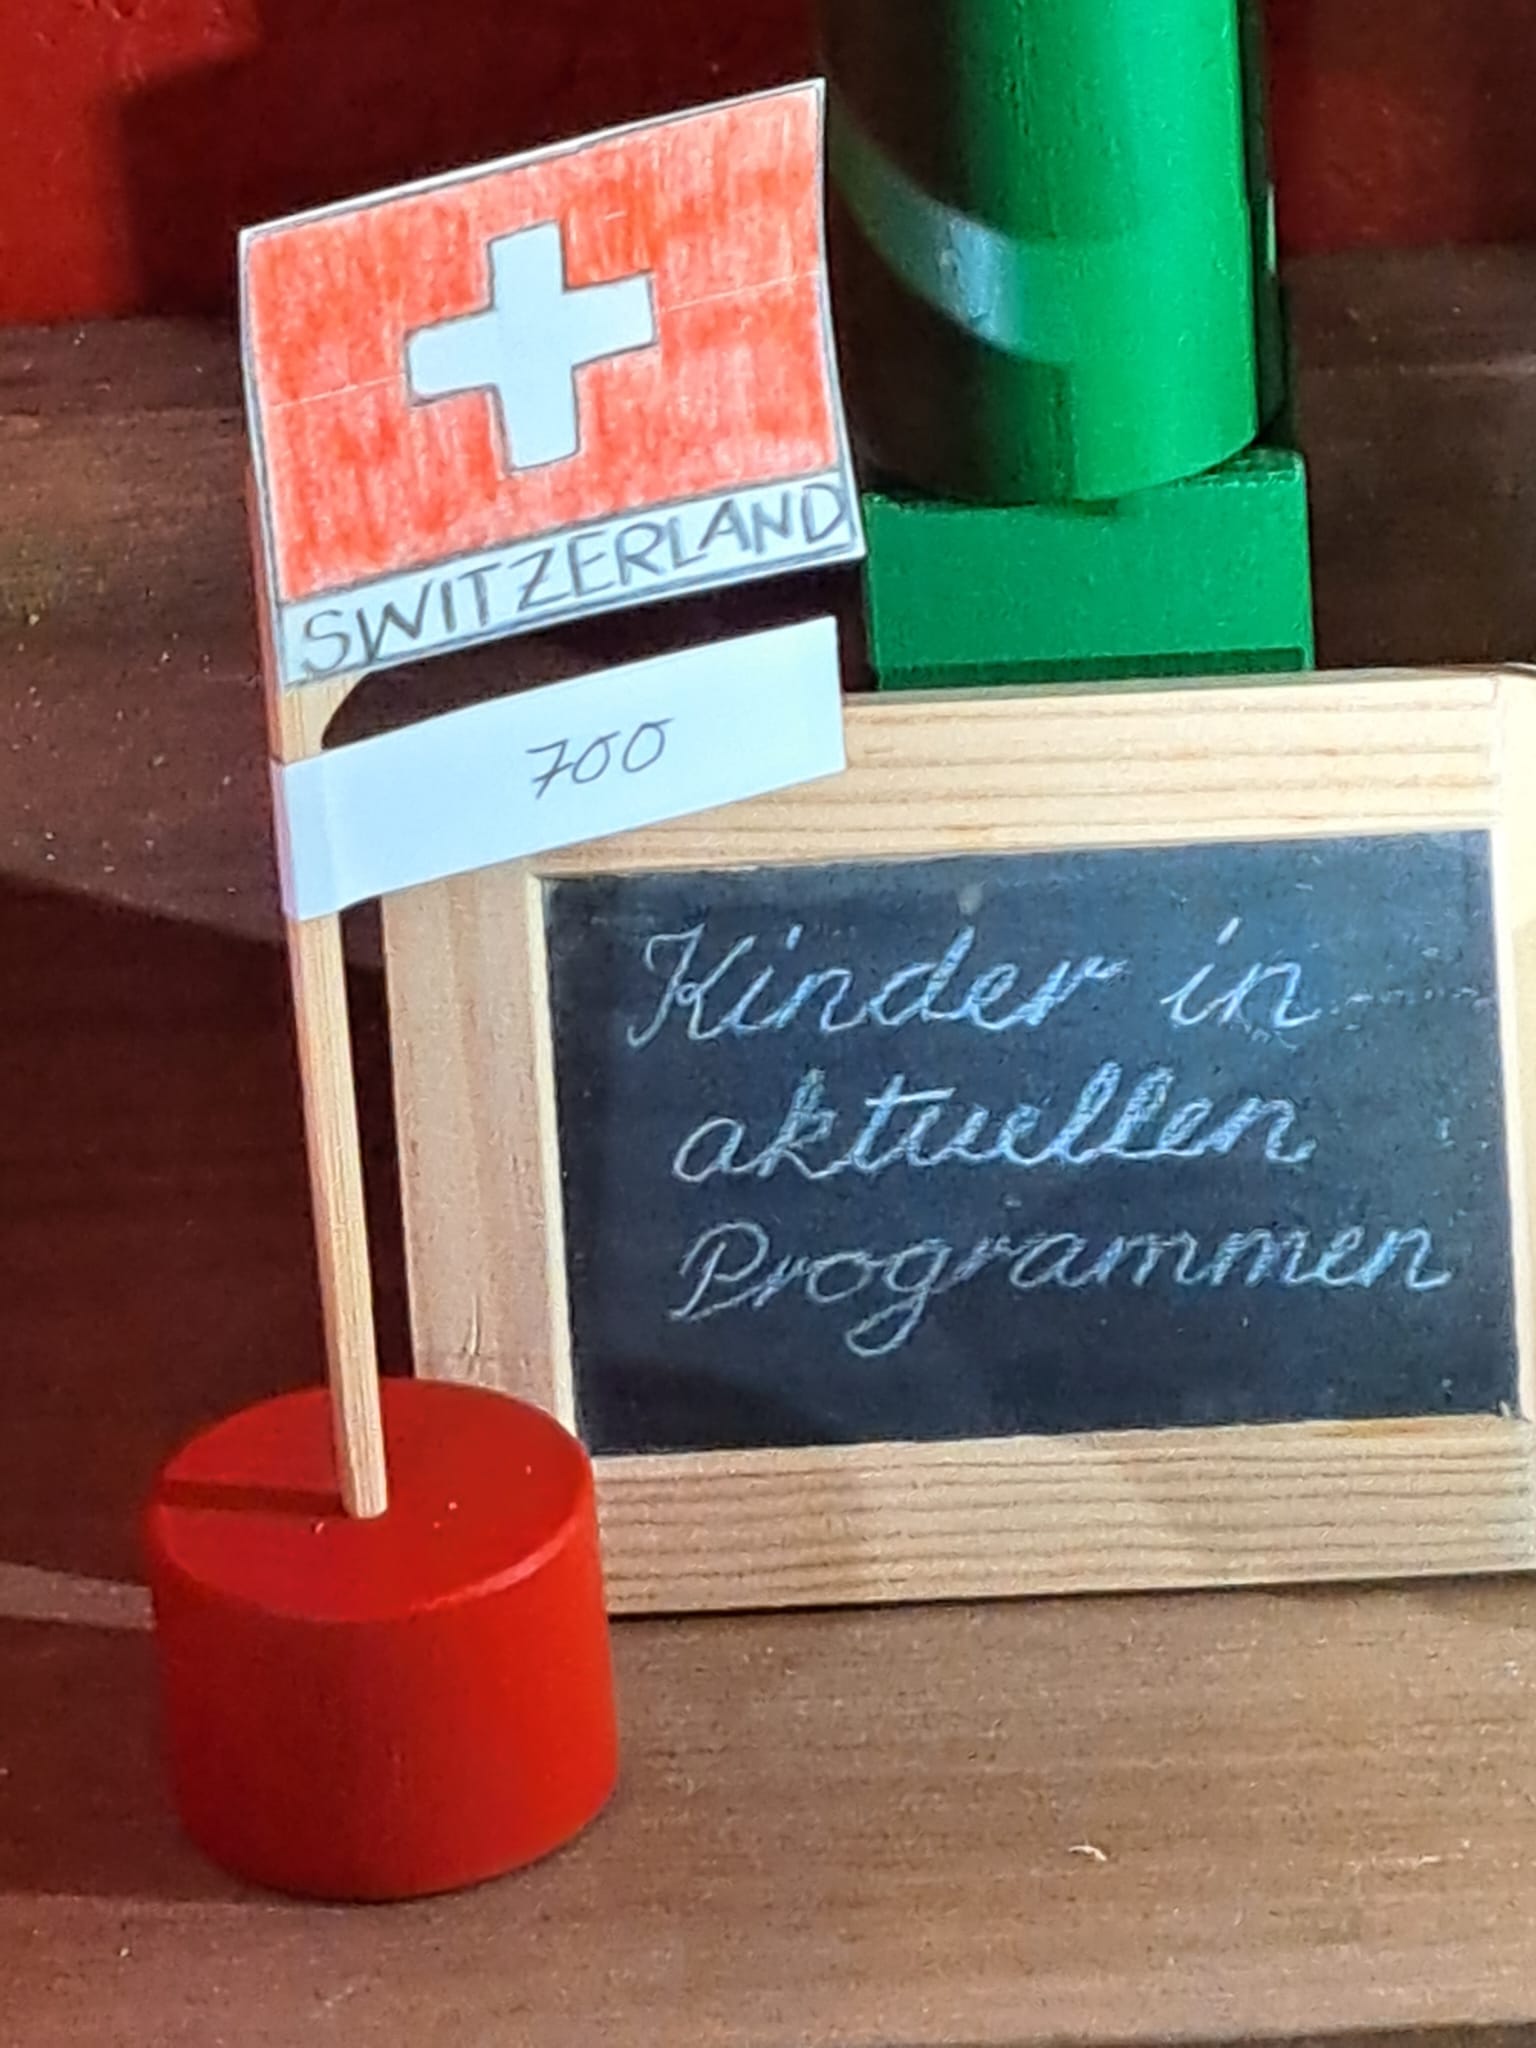 SWITZERLAND
700
Kinder in
aktuellen
Programmen